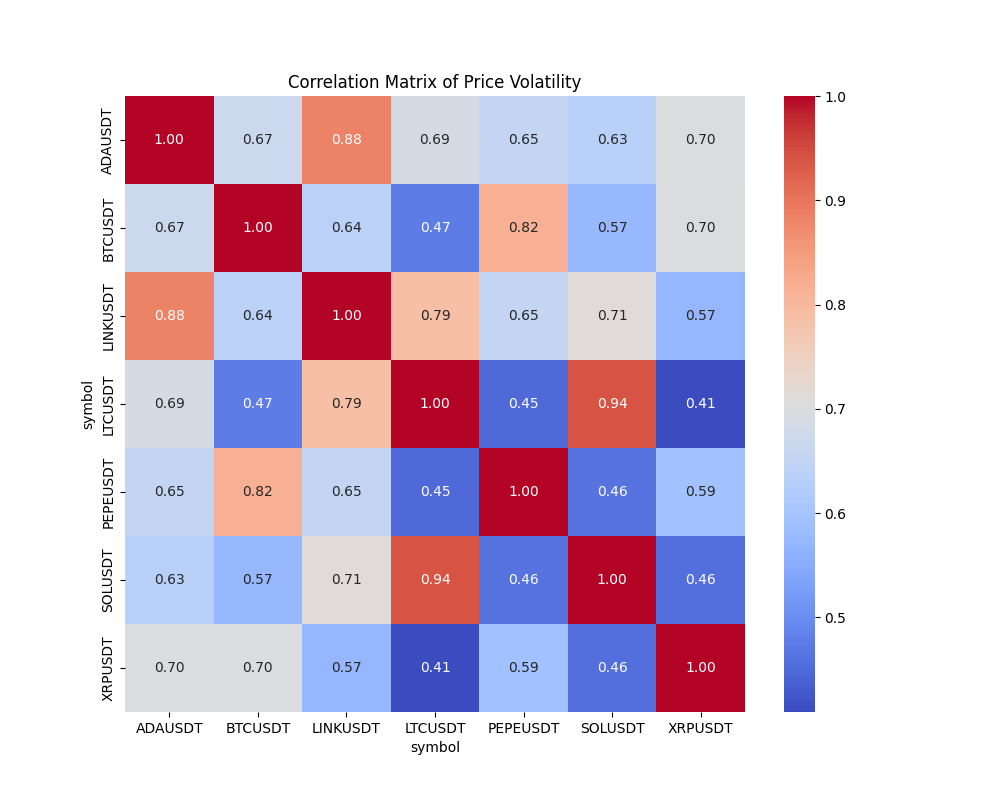 Correlation Matrix of Price Volatility
ADAUSDT 1.00 0.67 0.88 0.69 0.65 0.63 0.70
BTCUSDT 0.67 1.00 0.64 0.47 0.82 0.57 0.70
LINKUSDT 0.88 0.64 1.00 0.79 0.65 0.71 0.57
LTCUSDT 0.69 0.47 0.79 1.00 0.45 0.94 0.41
PEPEUSDT 0.65 0.82 0.65 0.45 1.00 0.46 0.59
SOLUSDT 0.63 0.57 0.71 0.94 0.46 1.00 0.46
XRPUSDT 0.70 0.70 0.57 0.41 0.59 0.46 1.00
symbol
ADAUSDT BTCUSDT LINKUSDT LTCUSDT PEPEUSDT SOLUSDT XRPUSDT
symbol
1.0
0.9
0.8
0.7
0.6
0.5